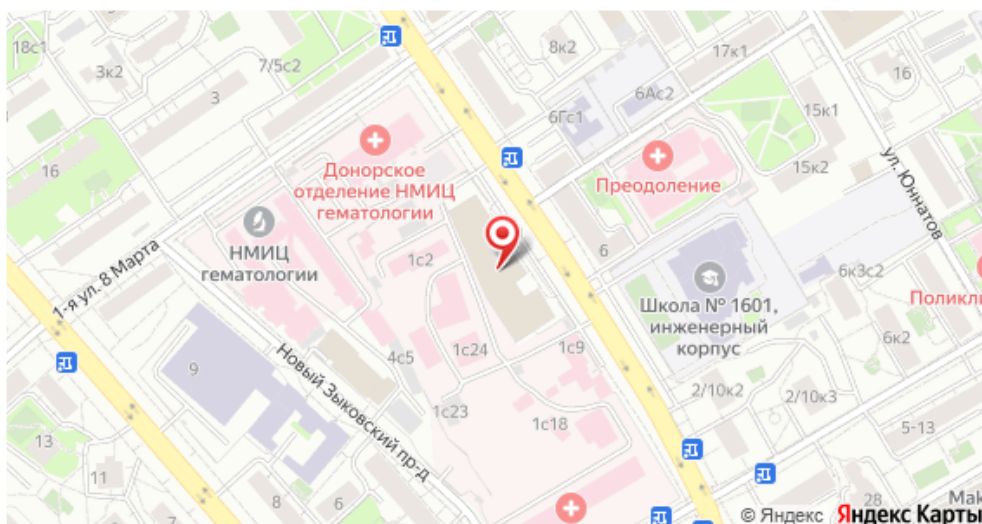 18с1
3к2
7/5с2
3
16
8к2
17к1
16
6Ас2
6Гс1
15к1
15к2
ул. Юннатов
Донорское
отделение НМИЦ
гематологии
Преодоление
НМИЦ
гематологии
1-я ул. 8 Марта
1с2
6
6к3с2
Школа № 1601,
инженерный
корпус
Поликли
6к2
9
Новый Зыковский пр-д
4с5
1с24
1с9
1с23
1с18
2/10к2
2/10к3
5-13
13
11
8
6
28
Mak
© Яндекс Яндекс Карты